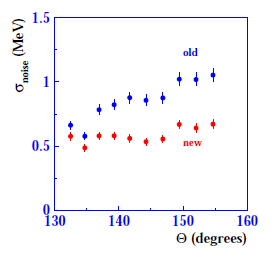 σnoise (MeV)
1.5
old
1
0.5
new
0
130 140 150 160
Θ (degrees)